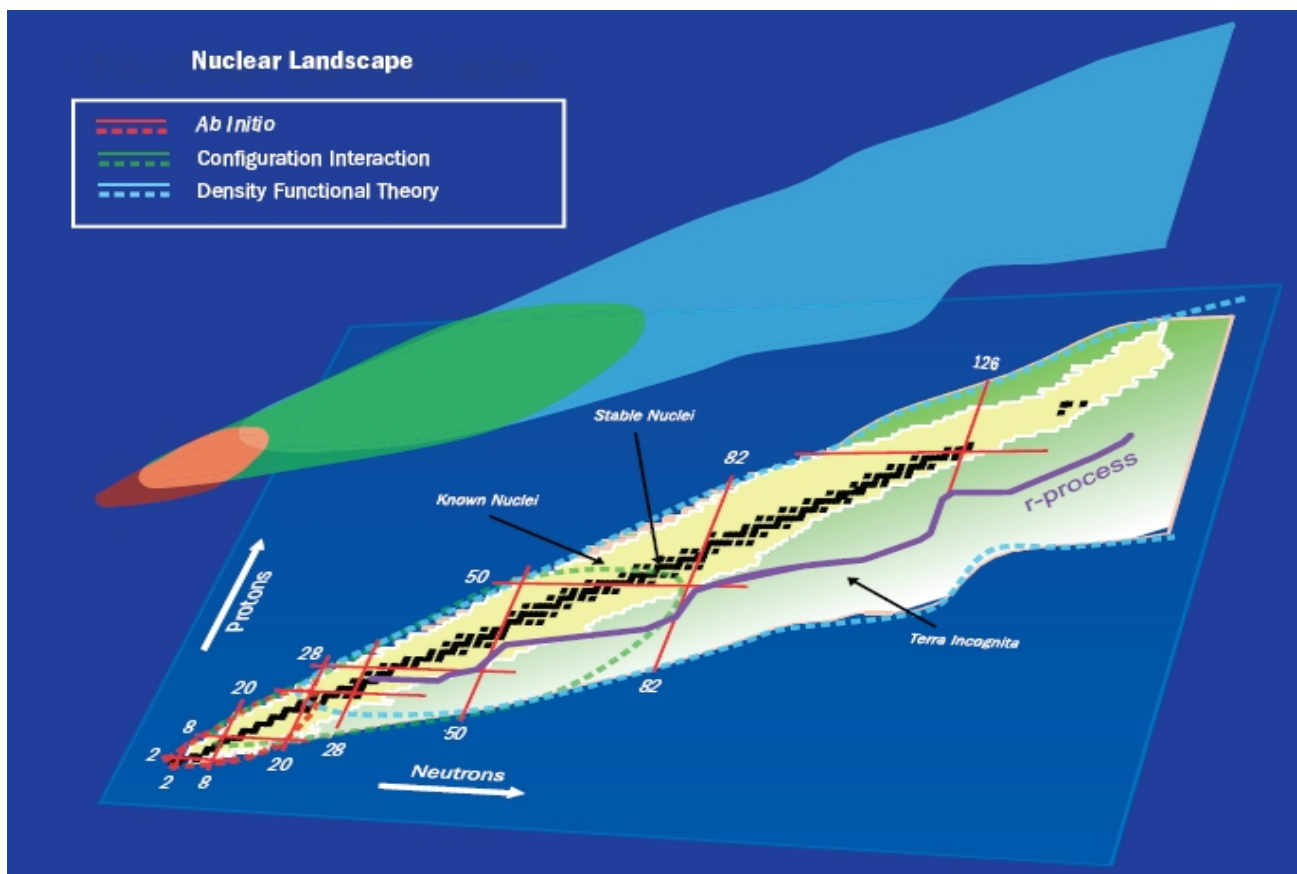 Nuclear Landscape
Ab Initio
Configuration Interaction
Density Functional Theory
126
Stable Nuclei
82
Known Nuclei
r-process
50
Protons
Terra Incognita
28
82
20
8
50
28
2
20
Neutrons
2
8